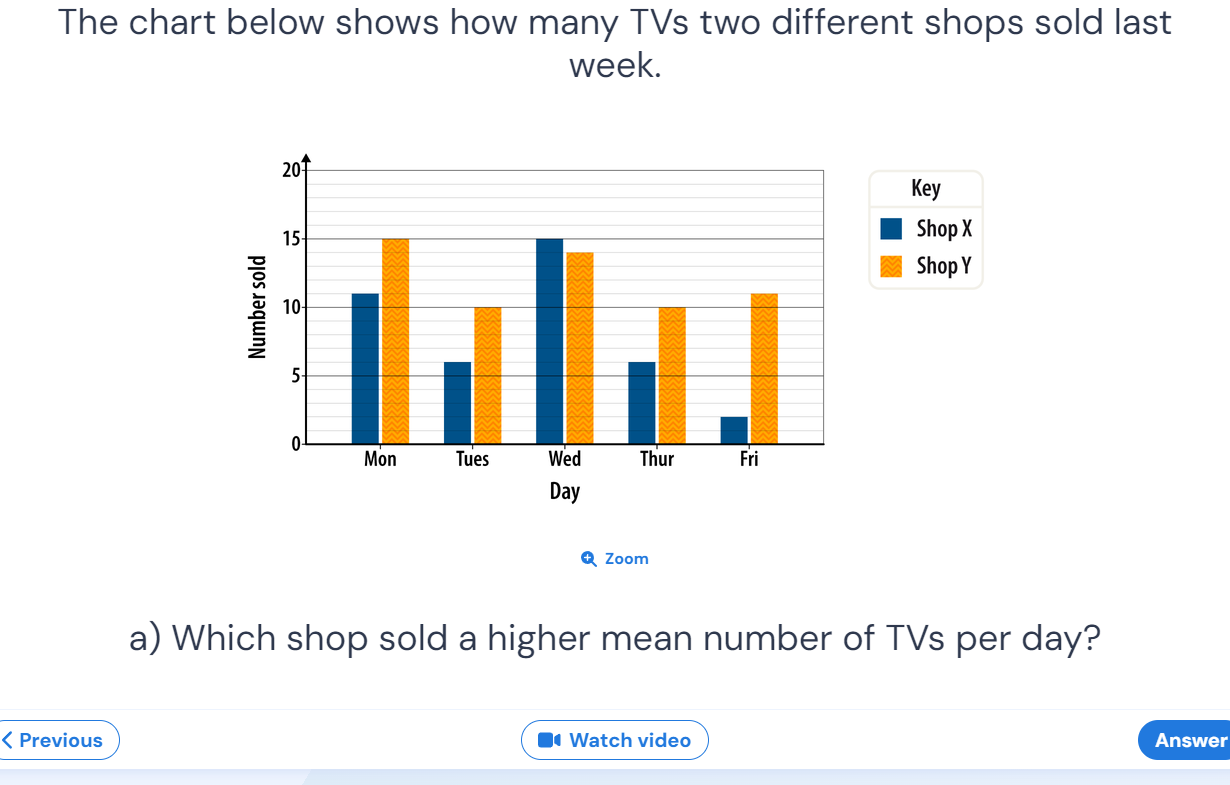 The chart below shows how many TVs two different shops sold last
week.
20
15
10
5
0
Number sold
Mon Tues Wed Thur Fri
Day
Key
Shop X
Shop Y
Zoom
a) Which shop sold a higher mean number of TVs per day?
Previous Watch video Answer